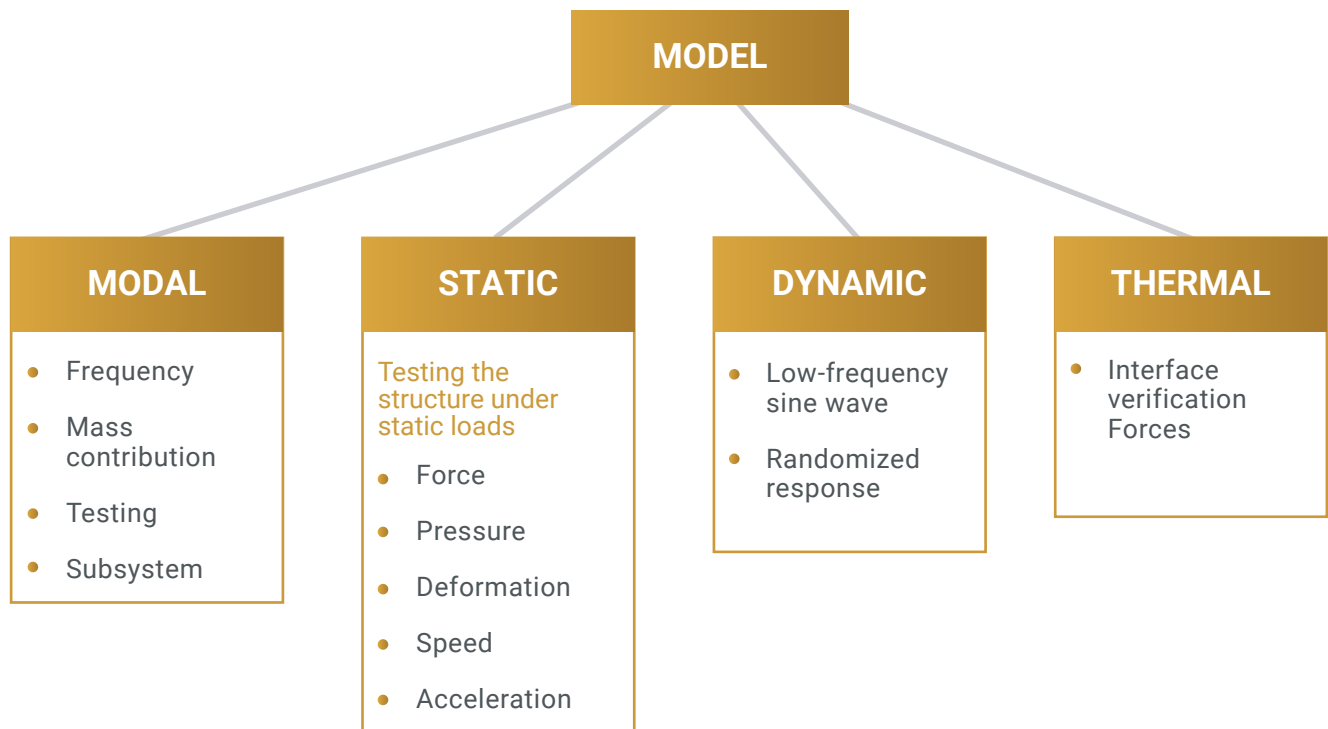 MODEL
MODAL
Frequency
Mass
contribution
Testing
Subsystem
STATIC
Testing the
structure under
static loads
Force
Pressure
Deformation
Speed
Acceleration
DYNAMIC
Low-frequency
sine wave
Randomized
response
THERMAL
Interface
verification
Forces